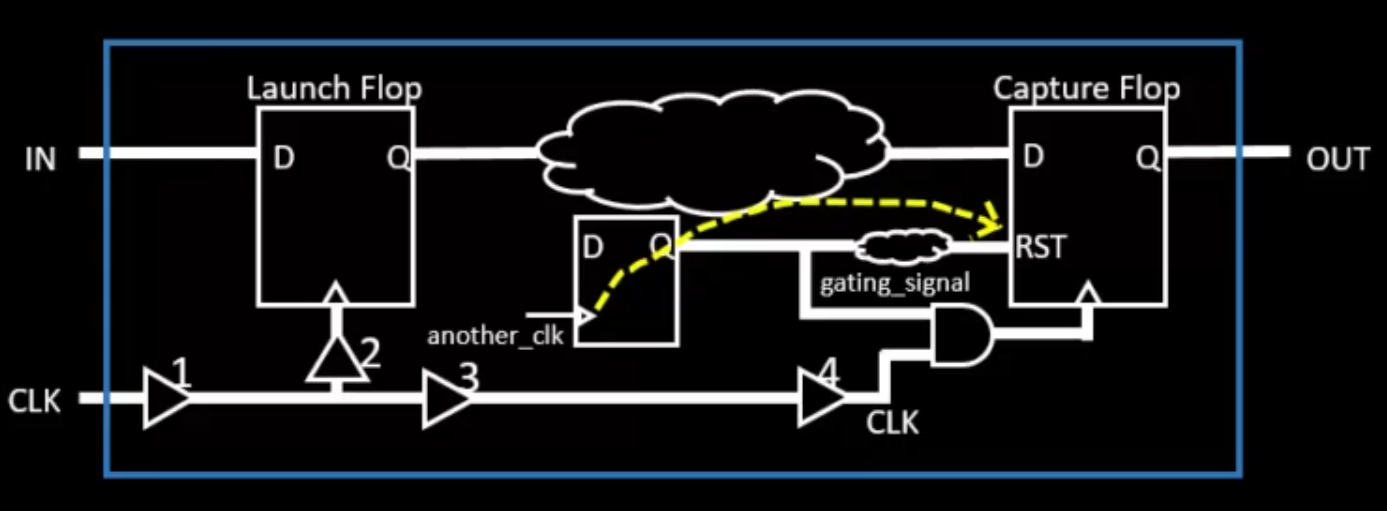 Launch Flop
Capture Flop
IN
D
Q
D
Q
OUT
D
Q
RST
gating_signal
another_clk
1
2
3
4
CLK
CLK